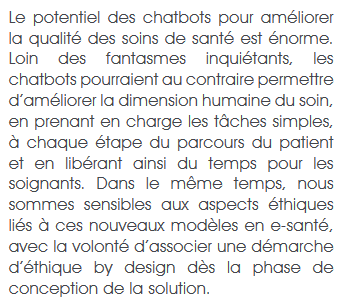 Le potentiel des chatbots pour améliorer
la qualité des soins de santé est énorme.
Loin des fantasmes inquiétants, les
chatbots pourraient au contraire permettre
d’améliorer la dimension humaine du soin,
en prenant en charge les tâches simples,
à chaque étape du parcours du patient
et en libérant ainsi du temps pour les
soignants. Dans le même temps, nous
sommes sensibles aux aspects éthiques
liés à ces nouveaux modèles en e-santé,
avec la volonté d’associer une démarche
d’éthique by design dès la phase de
conception de la solution.